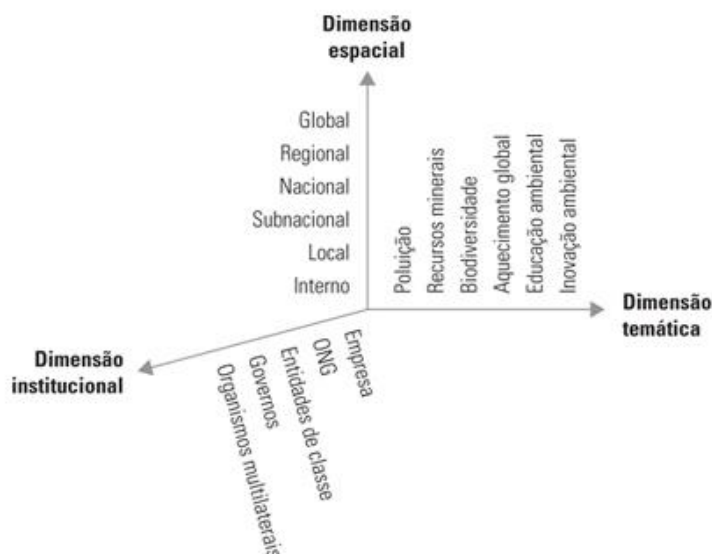 Dimensão
espacial
Global
Regional
Nacional
Subnacional
Local
Interno
Poluição
Recursos minerais
Biodiversidade
Aquecimento global
Educação ambiental
Inovação ambiental
Dimensão
temática
Dimensão
institucional
Empresa
ONG
Entidades de classe
Governos
Organismos multilaterais